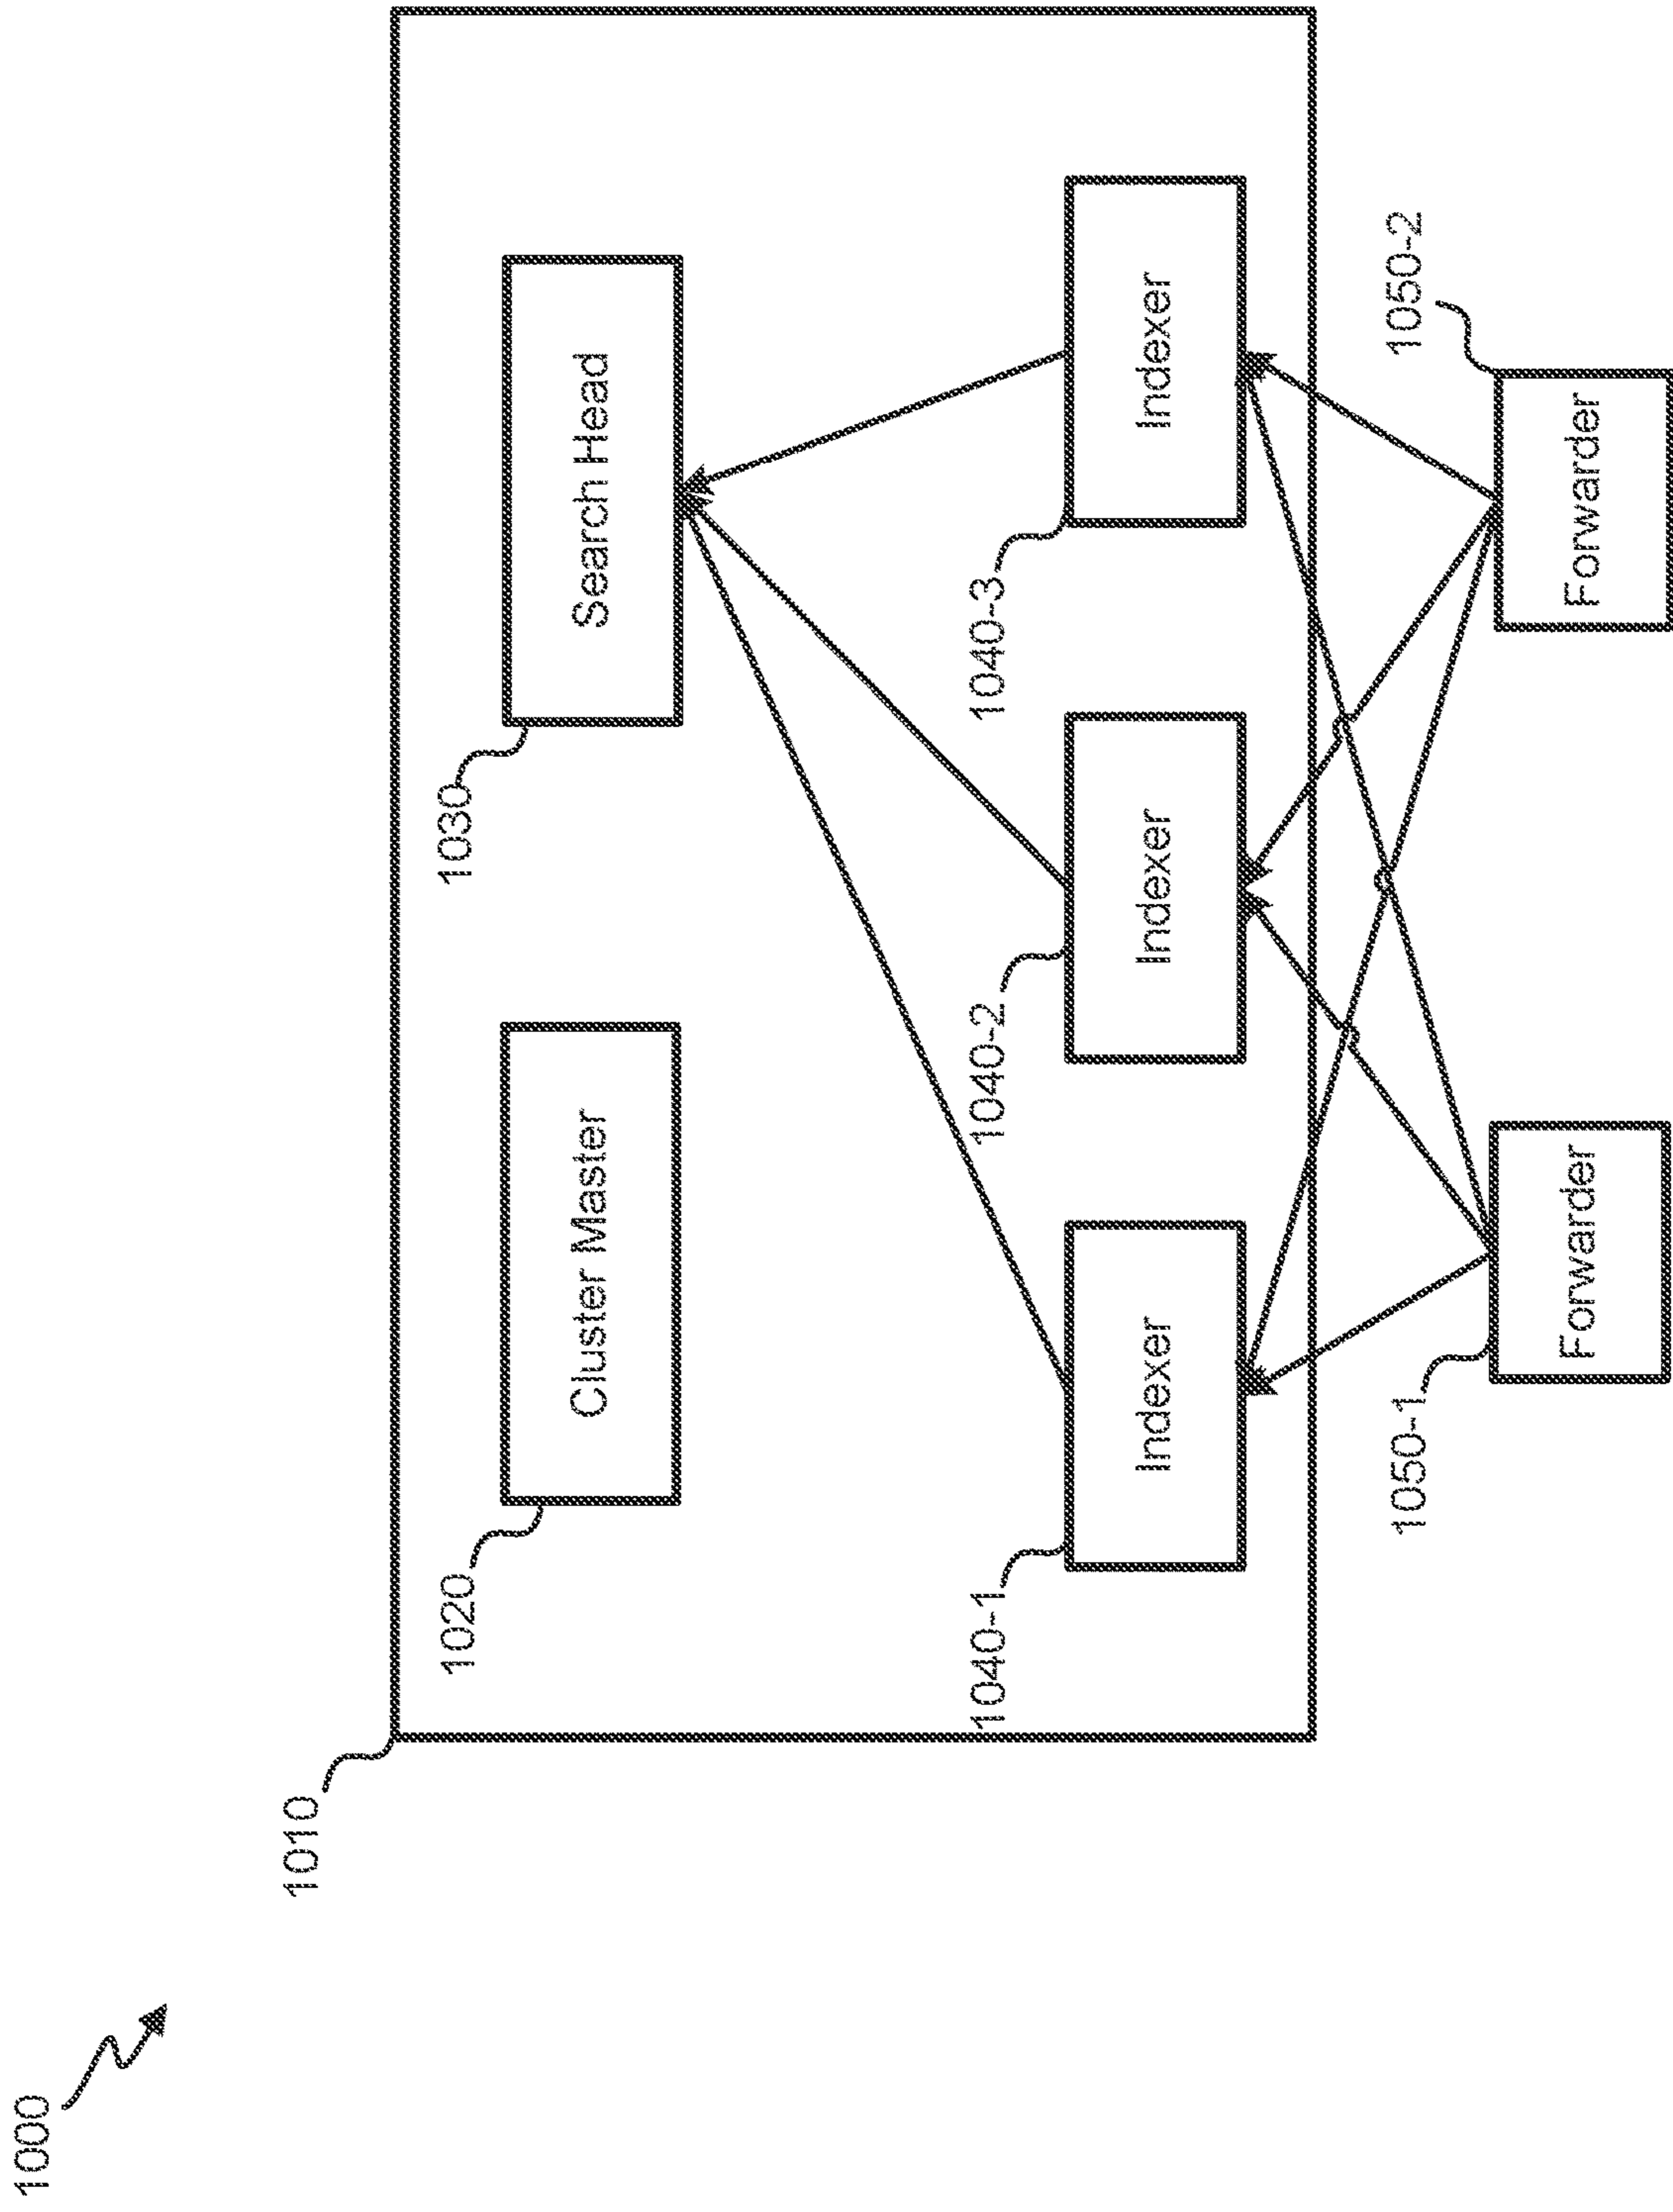 1000
1010
1020
Cluster Master
1030
Search Head
1040-1
Indexer
1040-2
Indexer
1040-3
Indexer
1050-1
Forwarder
1050-2
Forwarder